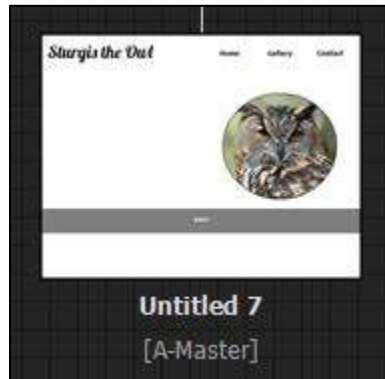 Sturgis the Owl
Home Gallery Contact
Untitled 7
[A-Master]